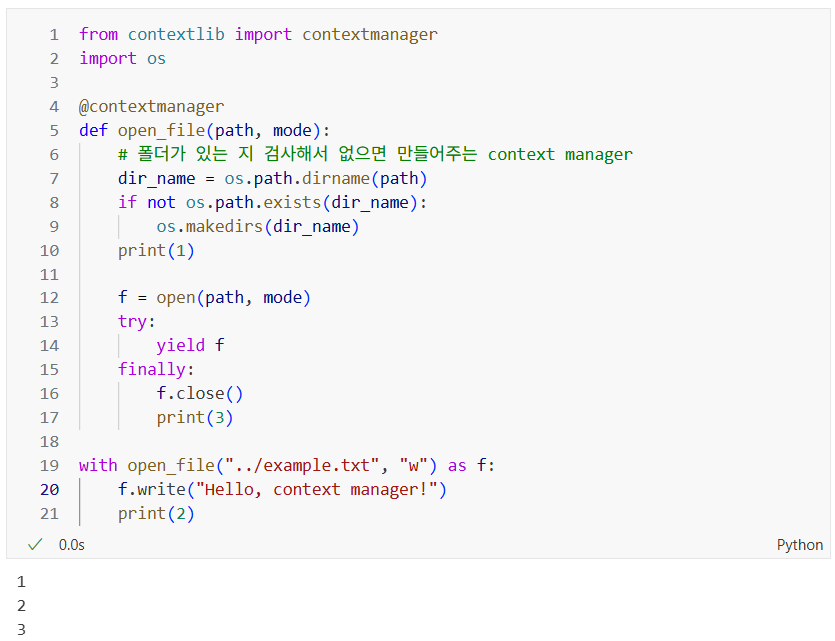 1 from contextlib import contextmanager
2 import os
3
4 @contextmanager
5 def open_file(path, mode):
6     # 폴더가 있는 지 검사해서 없으면 만들어주는 context manager
7     dir_name = os.path.dirname(path)
8     if not os.path.exists(dir_name):
9         os.makedirs(dir_name)
10     print(1)
11
12     f = open(path, mode)
13     try:
14         yield f
15     finally:
16         f.close()
17         print(3)
18
19 with open_file("../example.txt", "w") as f:
20     f.write("Hello, context manager!")
21     print(2)
✓ 0.0s Python
1
2
3